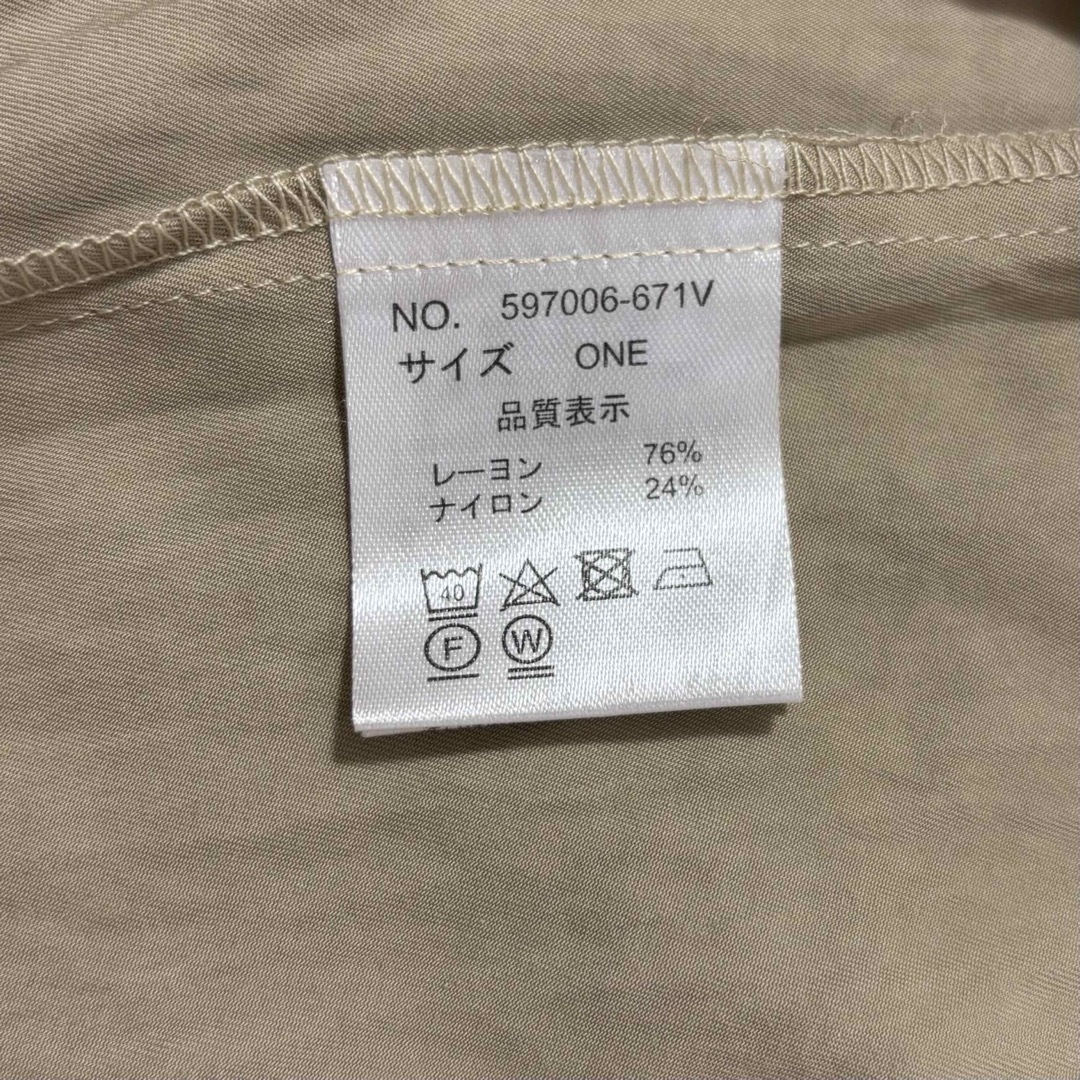 NO. 597006-671V
サイズ ONE
品質表示
レーヨン 76%
ナイロン 24%
40
F W